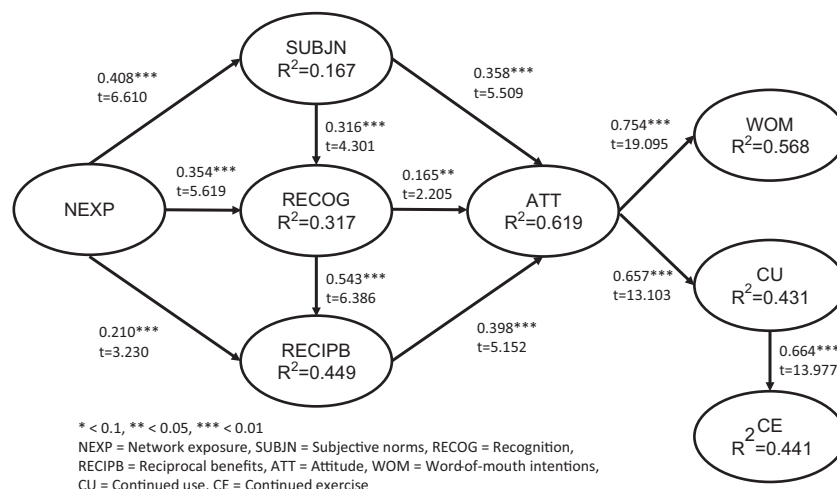 SUBJN
R²=0.167
0.408***
t=6.610
0.358***
t=5.509
0.316***
t=4.301
WOM
R²=0.568
0.754***
t=19.095
NEXP
0.354***
t=5.619
RECOG
R²=0.317
0.165**
t=2.205
ATT
R²=0.619
0.543***
t=6.386
0.657***
t=13.103
CU
R²=0.431
0.210***
t=3.230
RECIPB
R²=0.449
0.398***
t=5.152
0.664***
t=13.977
2CE
R²=0.441
* < 0.1, ** < 0.05, *** < 0.01
NEXP = Network exposure, SUBJN = Subjective norms, RECOG = Recognition,
RECIPB = Reciprocal benefits, ATT = Attitude, WOM = Word-of-mouth intentions,
CU = Continued use, CE = Continued exercise